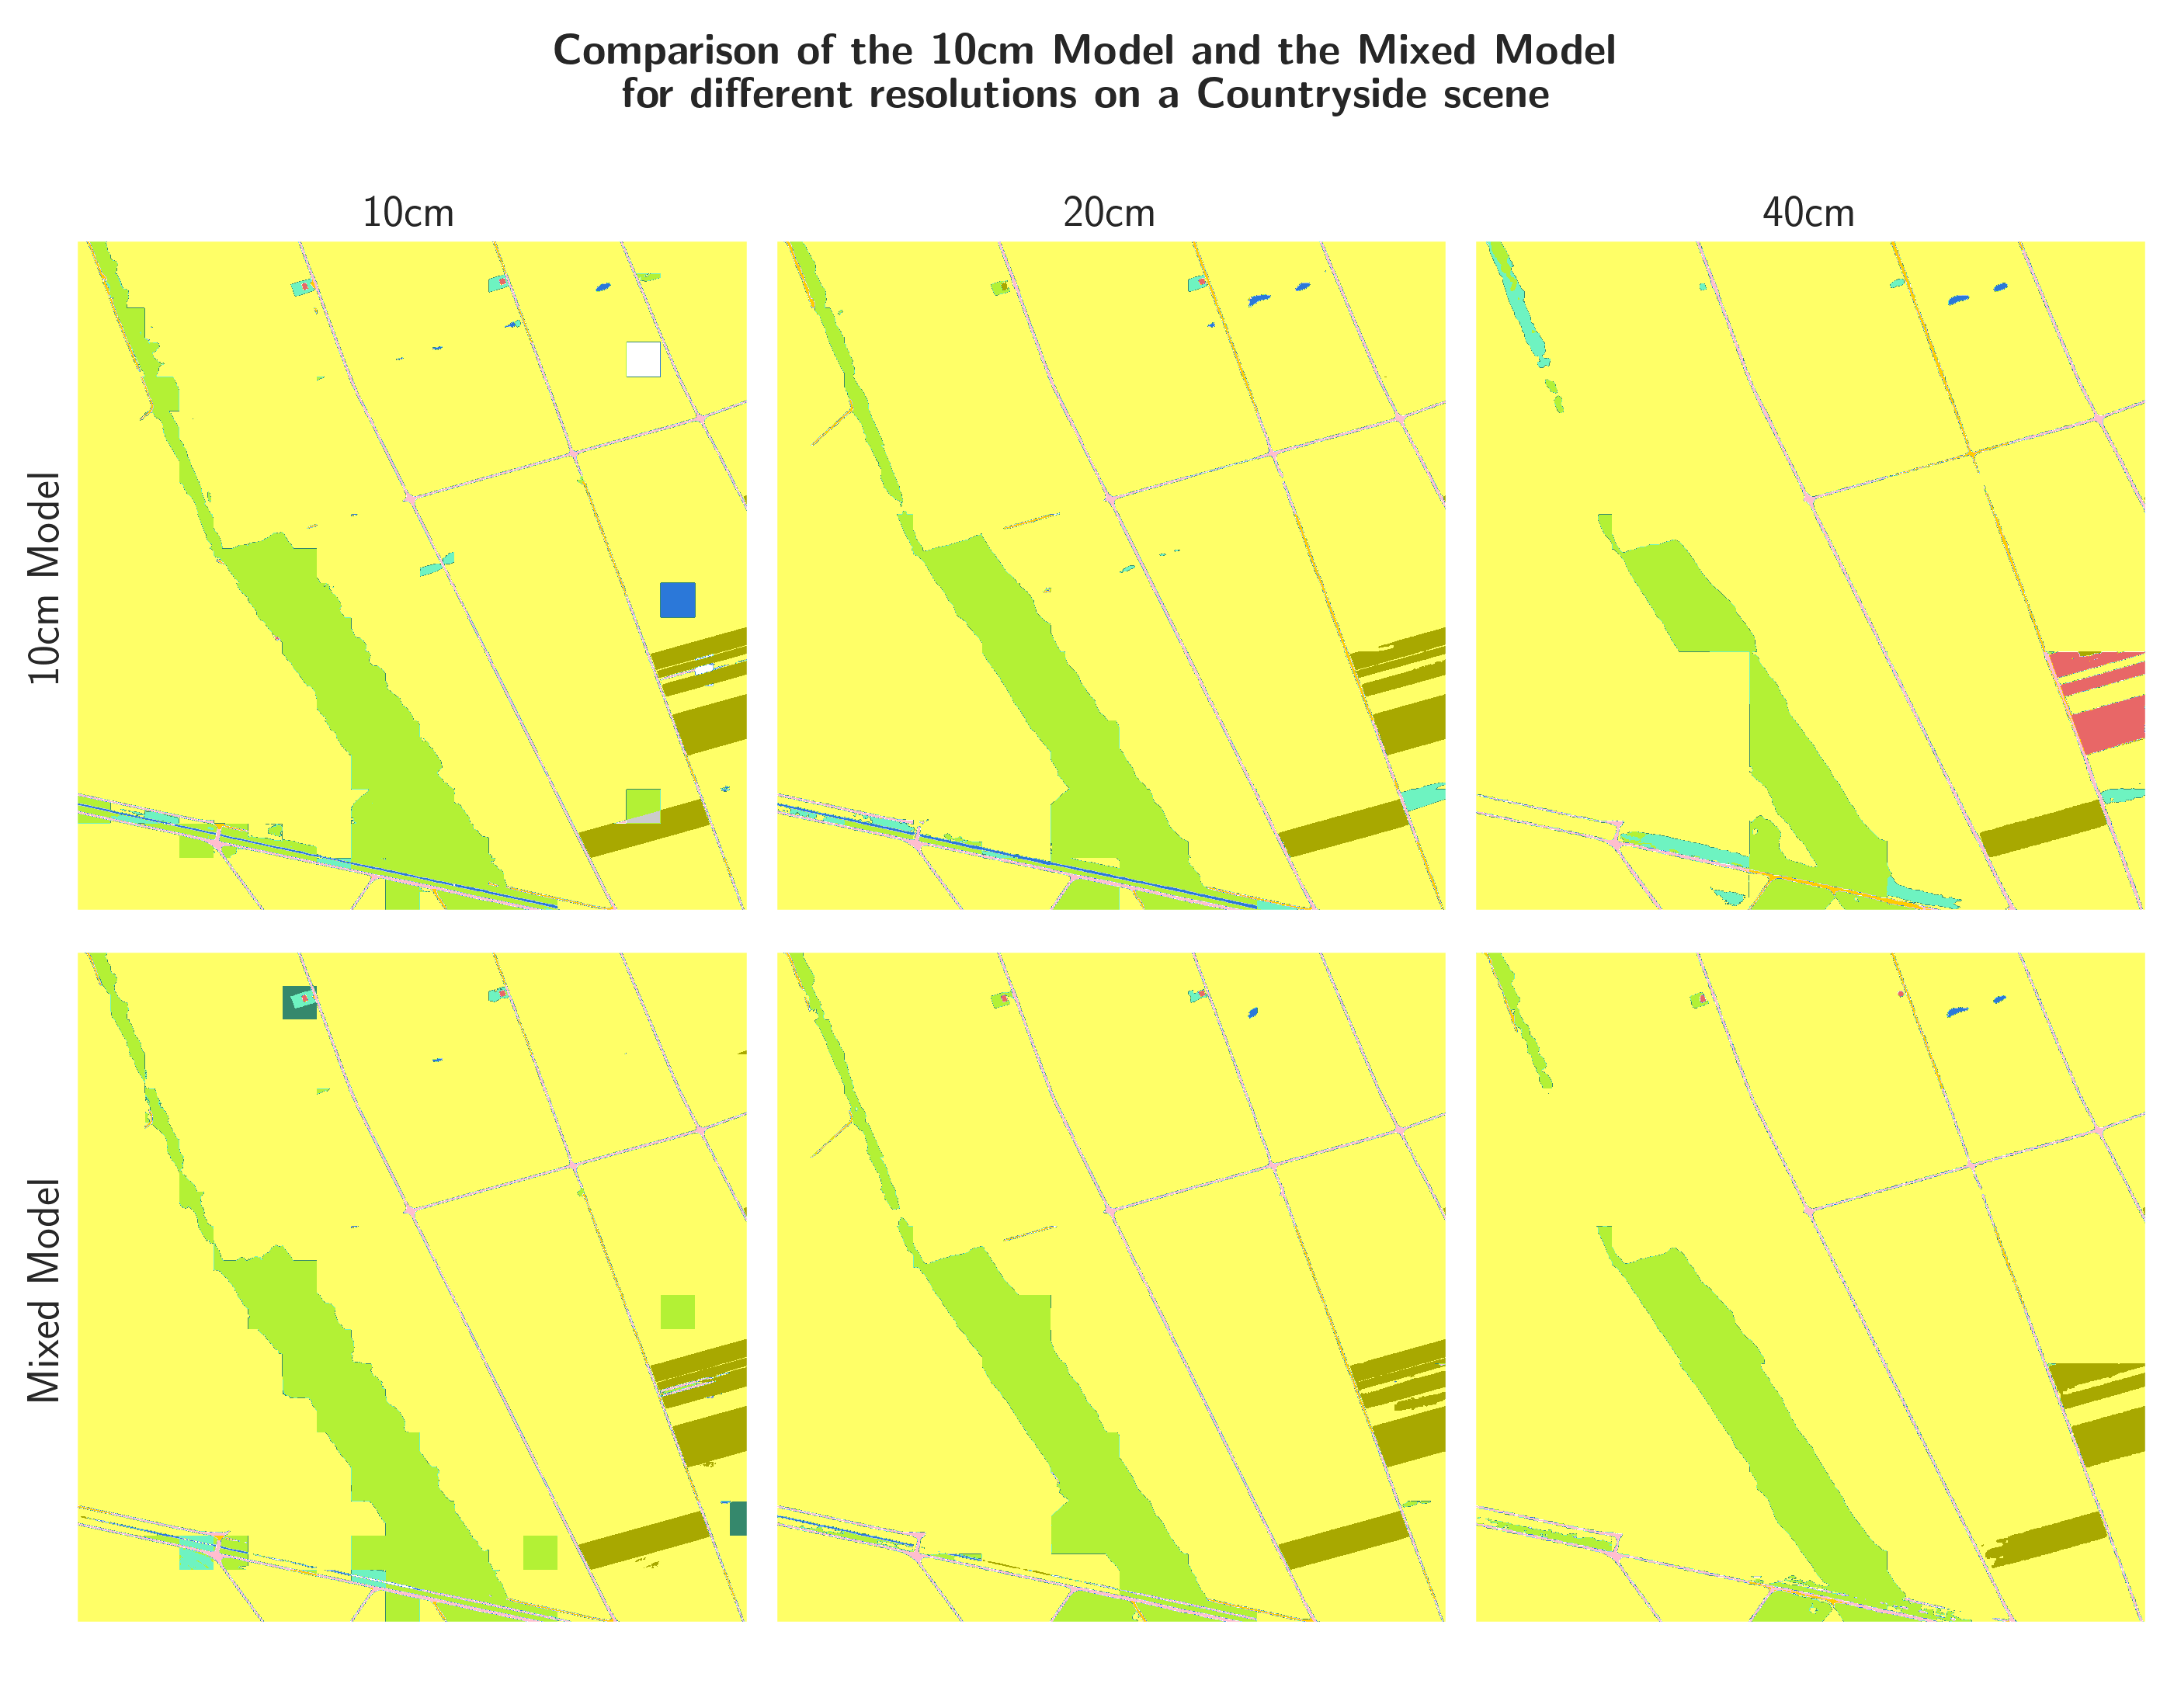 Comparison of the 10cm Model and the Mixed Model
for different resolutions on a Countryside scene
10cm
20cm
40cm
10cm Model
Mixed Model